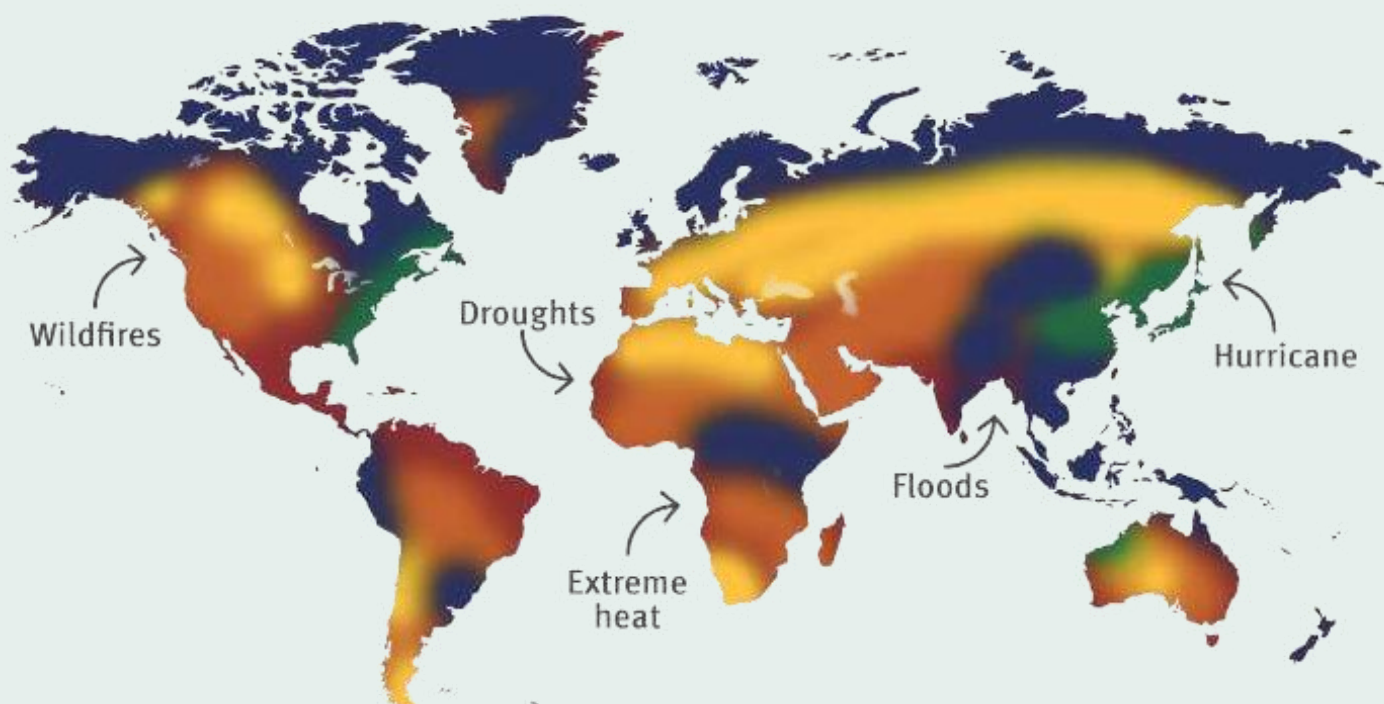 Wildfires
Droughts
Hurricane
Floods
Extreme
heat